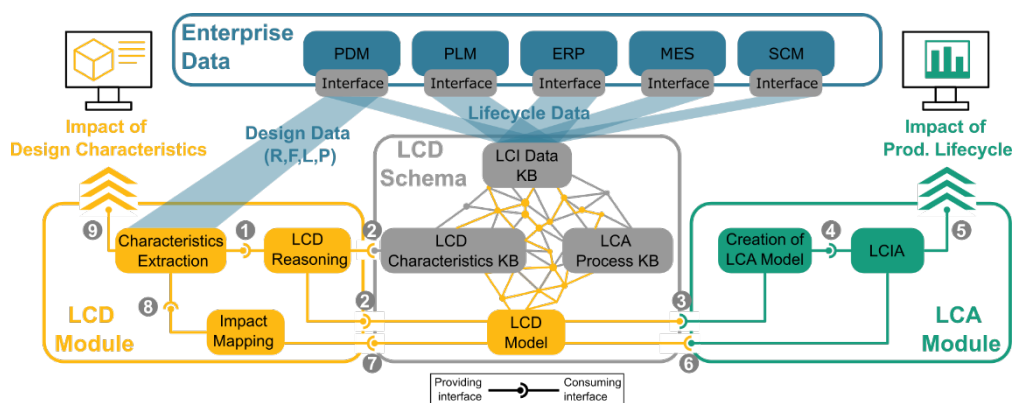 Enterprise
Data
PDM
PLM
ERP
MES
SCM
Interface
Interface
Interface
Interface
Interface
Impact of
Design Characteristics
Design Data
(R,F,L,P)
Lifecycle Data
Impact of
Prod. Lifecycle
LCD
Schema
LCI Data
KB
9
Characteristics
Extraction
1
LCD
Reasoning
2
LCD
Characteristics KB
LCA
Process KB
Creation of
LCA Model
4
LCIA
5
8
2
3
LCD
Module
Impact
Mapping
LCD
Model
LCA
Module
7
6
Providing
interface
Consuming
interface